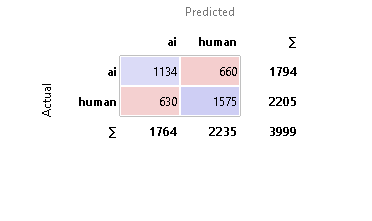 Predicted
ai human ∑
ai 1134 660 1794
Actual
human 630 1575 2205
∑ 1764 2235 3999